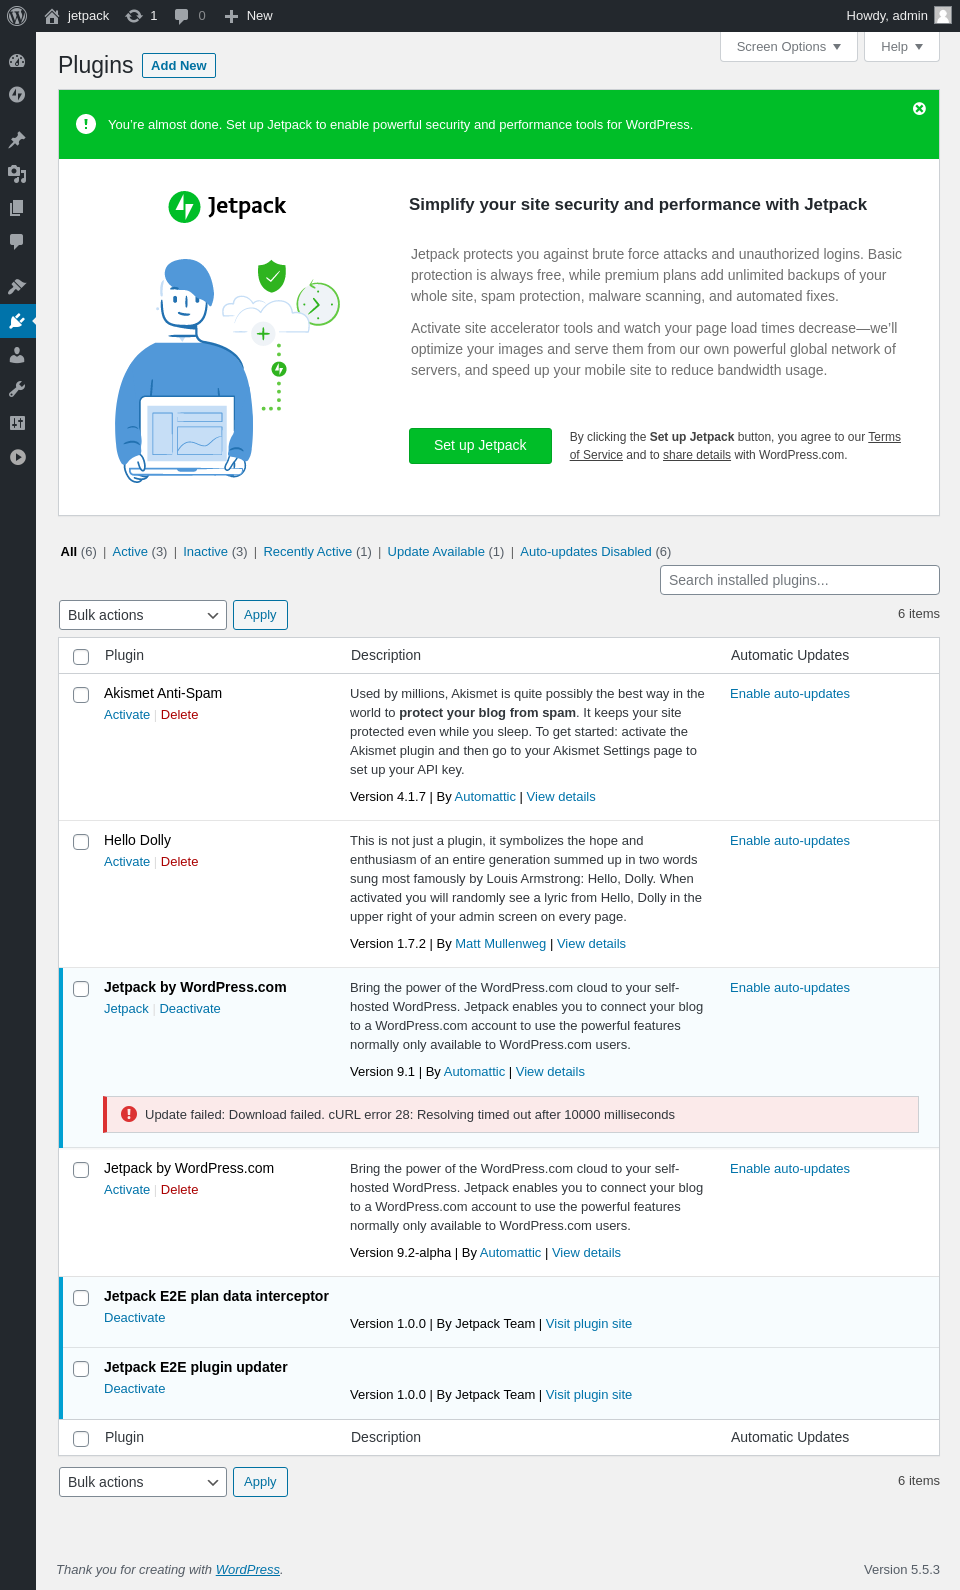 jetpack 1 0 New Howdy, admin
Screen Options Help
Plugins Add New
You're almost done. Set up Jetpack to enable powerful security and performance tools for WordPress.
Jetpack
Simplify your site security and performance with Jetpack
Jetpack protects you against brute force attacks and unauthorized logins. Basic
protection is always free, while premium plans add unlimited backups of your
whole site, spam protection, malware scanning, and automated fixes.
Activate site accelerator tools and watch your page load times decrease—we'll
optimize your images and serve them from our own powerful global network of
servers, and speed up your mobile site to reduce bandwidth usage.
Set up Jetpack
By clicking the Set up Jetpack button, you agree to our Terms
of Service and to share details with WordPress.com.
All (6) | Active (3) | Inactive (3) | Recently Active (1) | Update Available (1) | Auto-updates Disabled (6)
Search installed plugins...
Bulk actions Apply 6 items
Plugin Description Automatic Updates
Akismet Anti-Spam
Activate | Delete
Used by millions, Akismet is quite possibly the best way in the
world to protect your blog from spam. It keeps your site
protected even while you sleep. To get started: activate the
Akismet plugin and then go to your Akismet Settings page to
set up your API key.
Version 4.1.7 | By Automattic | View details
Enable auto-updates
Hello Dolly
Activate | Delete
This is not just a plugin, it symbolizes the hope and
enthusiasm of an entire generation summed up in two words
sung most famously by Louis Armstrong: Hello, Dolly. When
activated you will randomly see a lyric from Hello, Dolly in the
upper right of your admin screen on every page.
Version 1.7.2 | By Matt Mullenweg | View details
Enable auto-updates
Jetpack by WordPress.com
Jetpack | Deactivate
Bring the power of the WordPress.com cloud to your self-
hosted WordPress. Jetpack enables you to connect your blog
to a WordPress.com account to use the powerful features
normally only available to WordPress.com users.
Version 9.1 | By Automattic | View details
Enable auto-updates
Update failed: Download failed. cURL error 28: Resolving timed out after 10000 milliseconds
Jetpack by WordPress.com
Activate | Delete
Bring the power of the WordPress.com cloud to your self-
hosted WordPress. Jetpack enables you to connect your blog
to a WordPress.com account to use the powerful features
normally only available to WordPress.com users.
Version 9.2-alpha | By Automattic | View details
Enable auto-updates
Jetpack E2E plan data interceptor
Deactivate
Version 1.0.0 | By Jetpack Team | Visit plugin site
Jetpack E2E plugin updater
Deactivate
Version 1.0.0 | By Jetpack Team | Visit plugin site
Plugin Description Automatic Updates
Bulk actions Apply 6 items
Thank you for creating with WordPress. Version 5.5.3